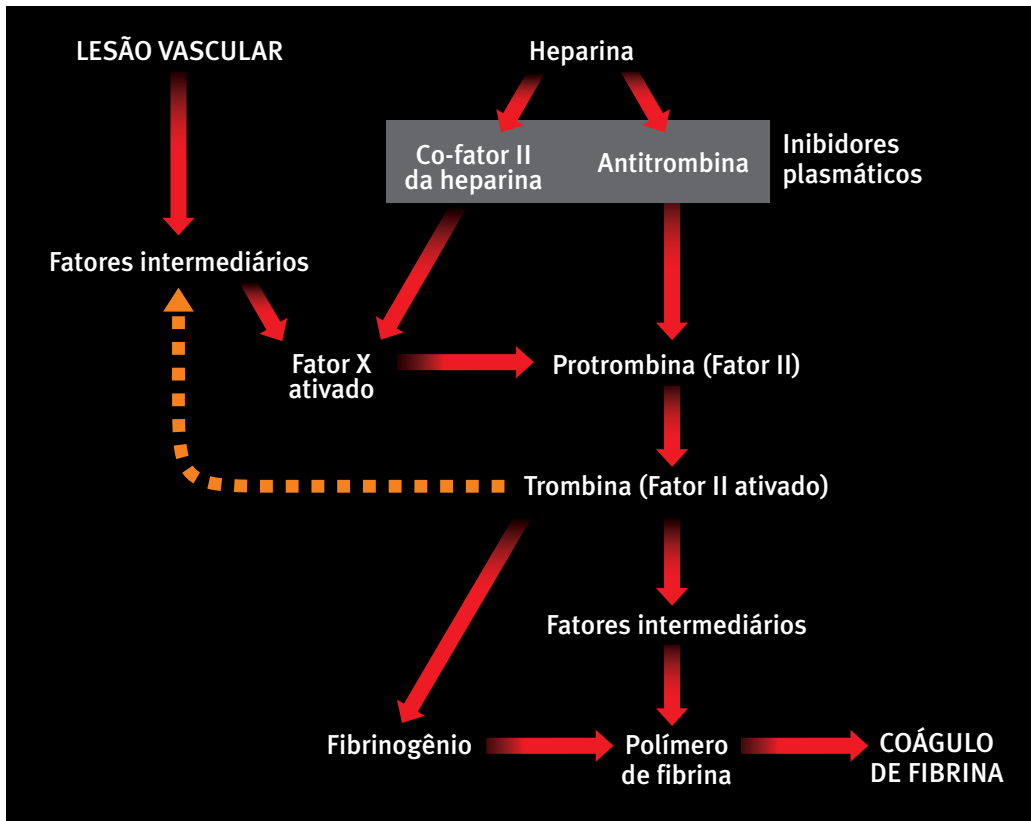 LESÃO VASCULAR
Heparina
Co-fator II
da heparina
Antitrombina
Inibidores
plasmáticos
Fatores intermediários
Fator X
ativado
Protrombina (Fator II)
Trombina (Fator II ativado)
Fatores intermediários
Fibrinogênio
Polímero
de fibrina
COÁGULO
DE FIBRINA